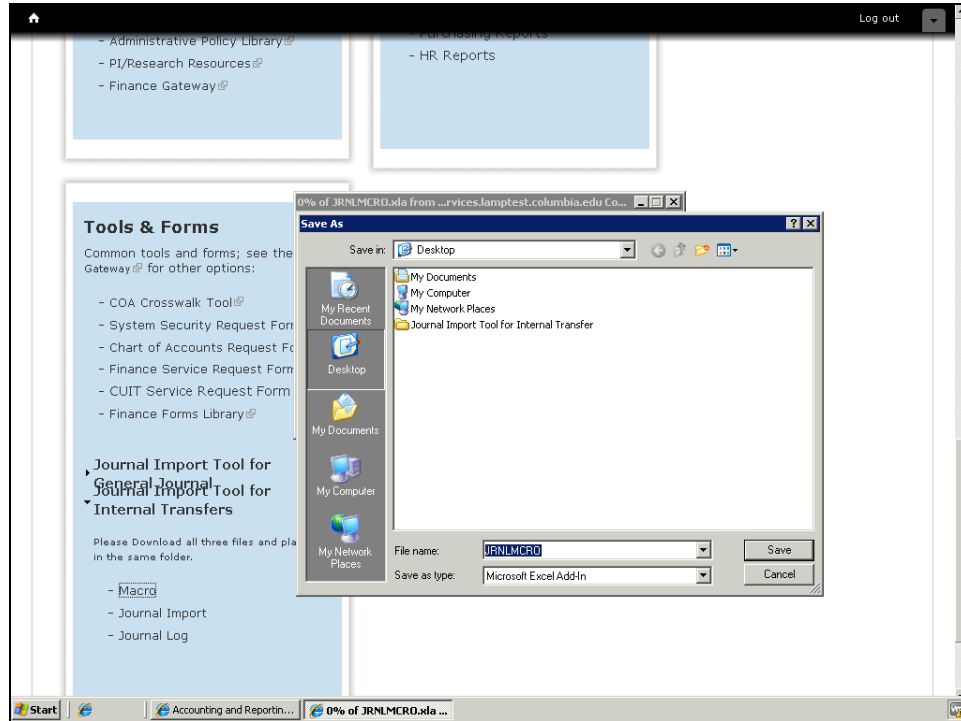 Log out
- Administrative Policy Library
- PI/Research Resources
- Finance Gateway
- Purchasing Reports
- HR Reports
Tools & Forms
Common tools and forms; see the
Gateway for other options:
- COA Crosswalk Tool
- System Security Request For
- Chart of Accounts Request Fo
- Finance Service Request Form
- CUIT Service Request Form
- Finance Forms Library
Journal Import Tool for
General Journal
Journal Import Tool for
Internal Transfers
Please Download all three files and pla
in the same folder.
- Macro
- Journal Import
- Journal Log
0% of JRNLMCRO.xla from ...rvices.lamptest.columbia.edu Co...
Save As
Save in:
Desktop
My Recent
Documents
Desktop
My Documents
My Computer
My Network
Places
My Documents
My Computer
My Network Places
Journal Import Tool for Internal Transfer
File name:
JRNLMCRO
Save
Save as type:
Microsoft Excel Add-In
Cancel
Start
Accounting and Reportin...
0% of JRNLMCRO.xla ...